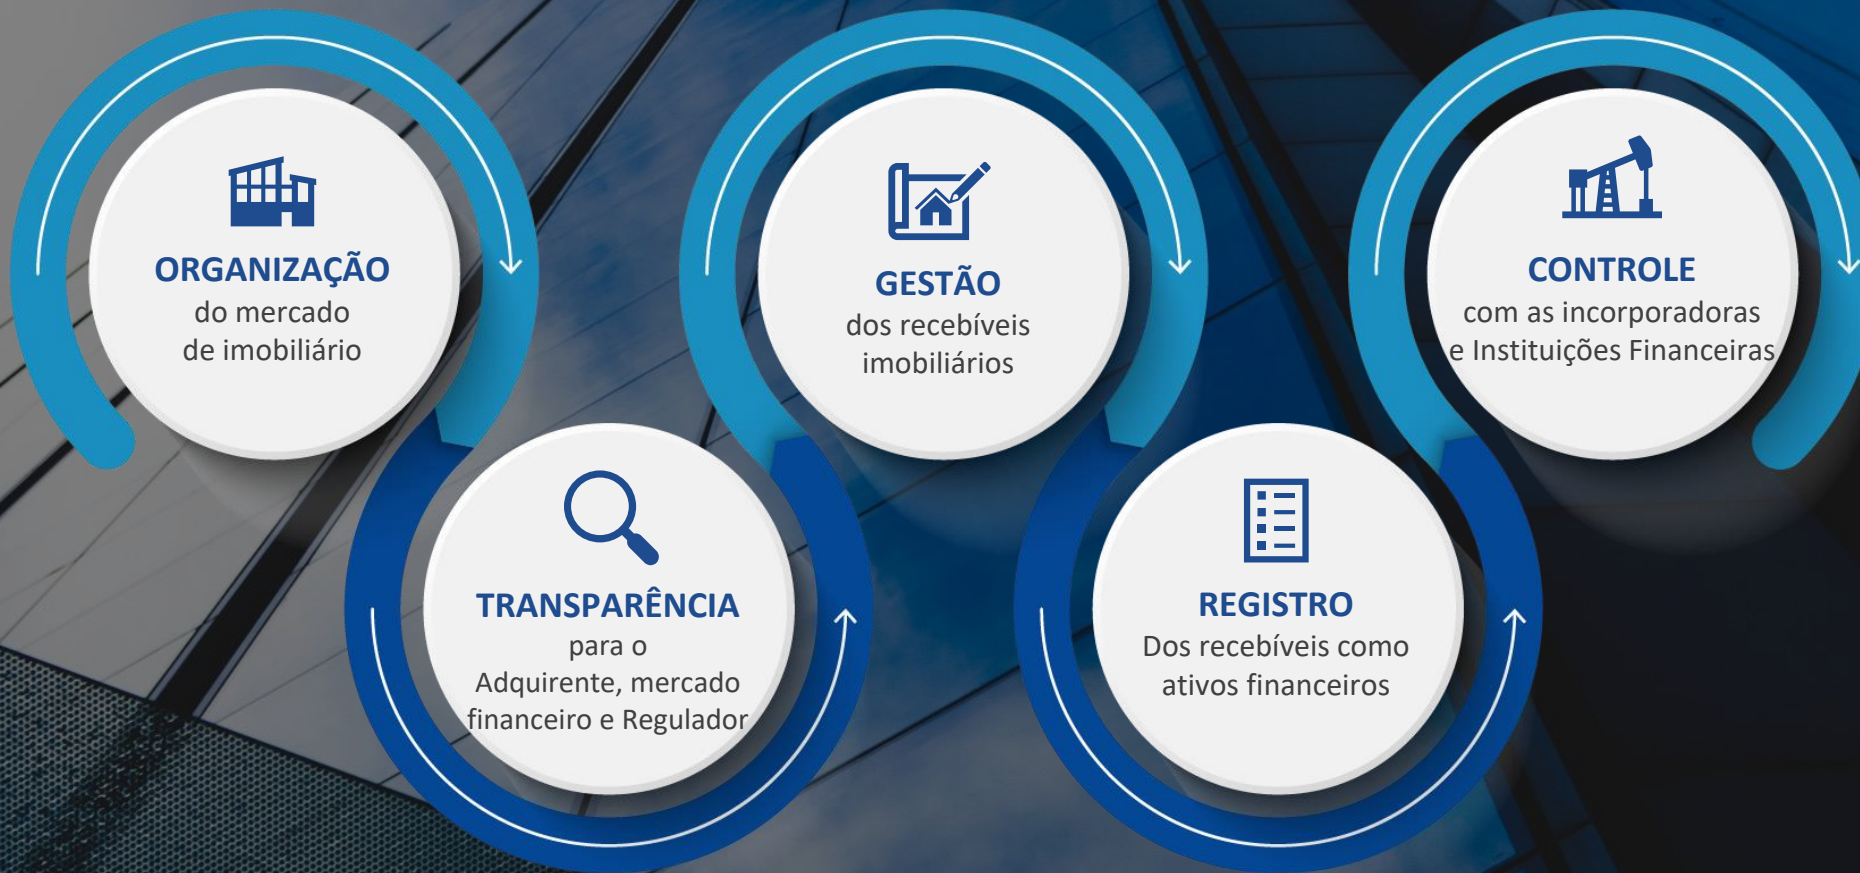 ORGANIZAÇÃO
do mercado
de imobiliário
TRANSPARÊNCIA
para o
Adquirente, mercado
financeiro e Regulador
GESTÃO
dos recebíveis
imobiliários
REGISTRO
Dos recebíveis como
ativos financeiros
CONTROLE
com as incorporadoras
e Instituições Financeiras